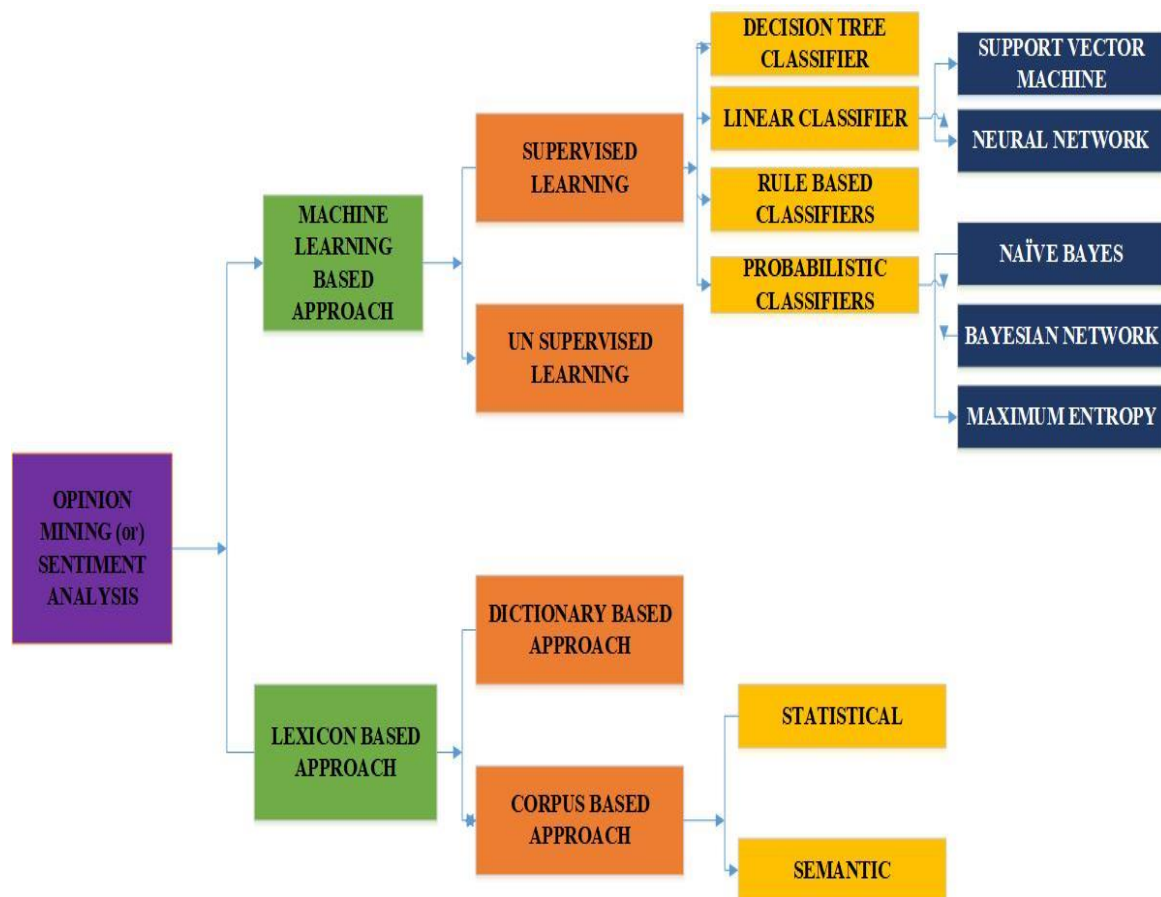 OPINION
MINING (or)
SENTIMENT
ANALYSIS
MACHINE
LEARNING
BASED
APPROACH
LEXICON BASED
APPROACH
SUPERVISED
LEARNING
UN SUPERVISED
LEARNING
DICTIONARY BASED
APPROACH
CORPUS BASED
APPROACH
DECISION TREE
CLASSIFIER
LINEAR CLASSIFIER
RULE BASED
CLASSIFIERS
PROBABILISTIC
CLASSIFIERS
STATISTICAL
SEMANTIC
SUPPORT VECTOR
MACHINE
NEURAL NETWORK
NAÏVE BAYES
BAYESIAN NETWORK
MAXIMUM ENTROPY